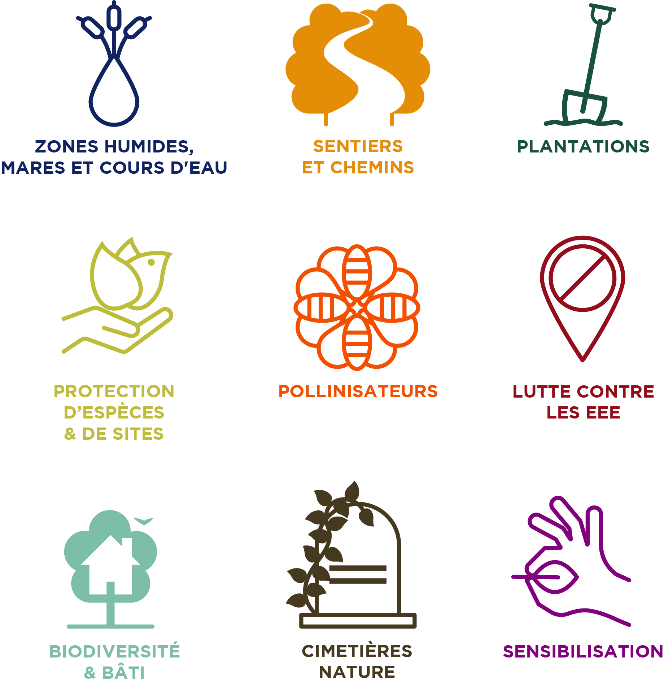 ZONES HUMIDES,
MARES ET COURS D'EAU
SENTIERS
ET CHEMINS
PLANTATIONS
PROTECTION
D’ESPÈCES
& DE SITES
POLLINISATEURS
LUTTE CONTRE
LES EEE
BIODIVERSITÉ
& BÂTI
CIMETIÈRES
NATURE
SENSIBILISATION